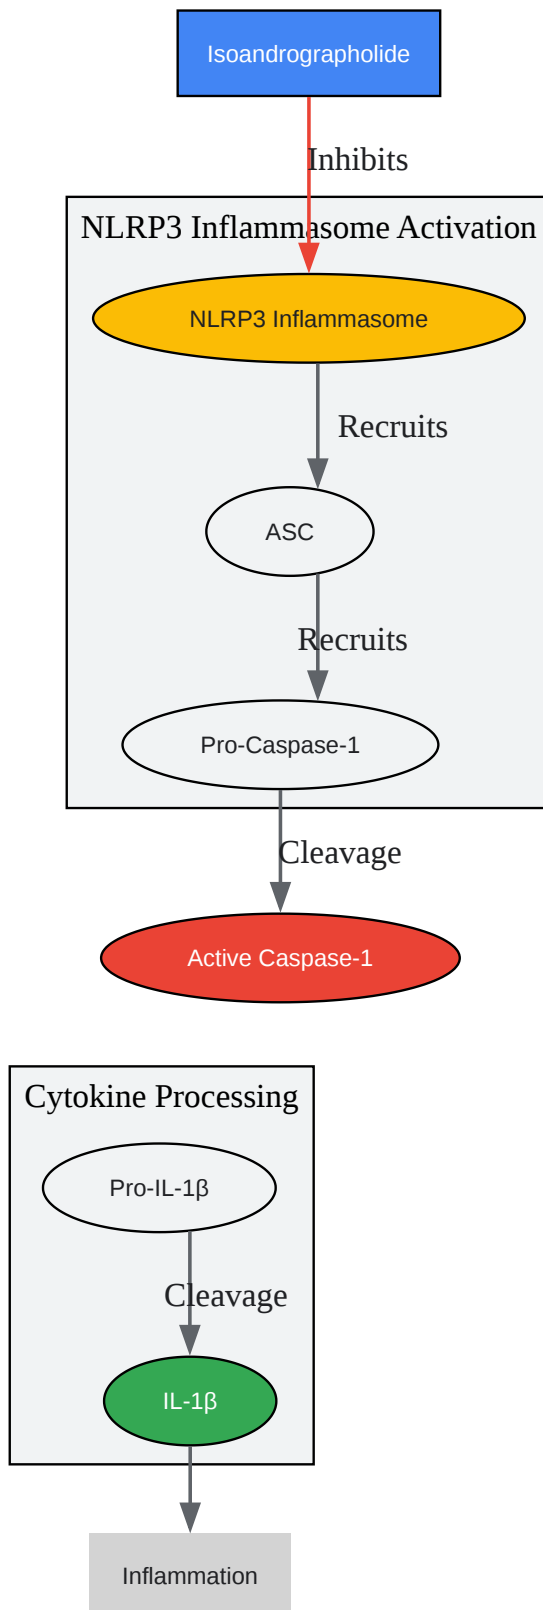 Isoandrographolide
Inhibits
NLRP3 Inflammasome Activation
NLRP3 Inflammasome
Recruits
ASC
Recruits
Pro-Caspase-1
Cleavage
Active Caspase-1
Cytokine Processing
Pro-IL-1β
Cleavage
IL-1β
Inflammation